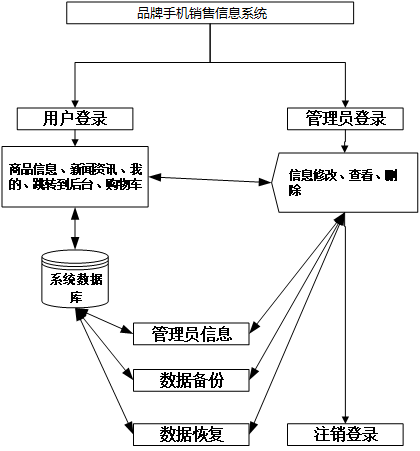 品牌手机销售信息系统
用户登录
管理员登录
商品信息、新闻资讯、我
的、跳转到后台、购物车
信息修改、查看、删
除
系统数据
库
管理员信息
数据备份
数据恢复
注销登录